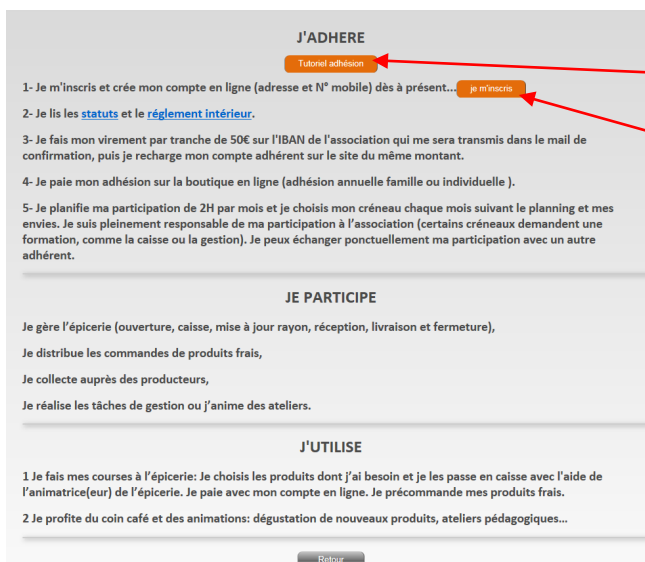 J'ADHERE
Tutoriel adhésion
1- Je m'inscris et crée mon compte en ligne (adresse et N° mobile) dès à présent... je m'inscris
2- Je lis les statuts et le réglement intérieur.
3- Je fais mon virement par tranche de 50€ sur l'IBAN de l'association qui me sera transmis dans le mail de
confirmation, puis je recharge mon compte adhérent sur le site du même montant.
4- Je paie mon adhésion sur la boutique en ligne (adhésion annuelle famille ou individuelle ).
5- Je planifie ma participation de 2H par mois et je choisis mon créneau chaque mois suivant le planning et mes
envies. Je suis pleinement responsable de ma participation à l'association (certains créneaux demandent une
formation, comme la caisse ou la gestion). Je peux échanger ponctuellement ma participation avec un autre
adhérent.
JE PARTICIPE
Je gère l'épicerie (ouverture, caisse, mise à jour rayon, réception, livraison et fermeture),
Je distribue les commandes de produits frais,
Je collecte auprès des producteurs,
Je réalise les tâches de gestion ou j'anime des ateliers.
J'UTILISE
1 Je fais mes courses à l'épicerie: Je choisis les produits dont j'ai besoin et je les passe en caisse avec l'aide de
l'animatrice(eur) de l'épicerie. Je paie avec mon compte en ligne. Je précommande mes produits frais.
2 Je profite du coin café et des animations: dégustation de nouveaux produits, ateliers pédagogiques...
Retour